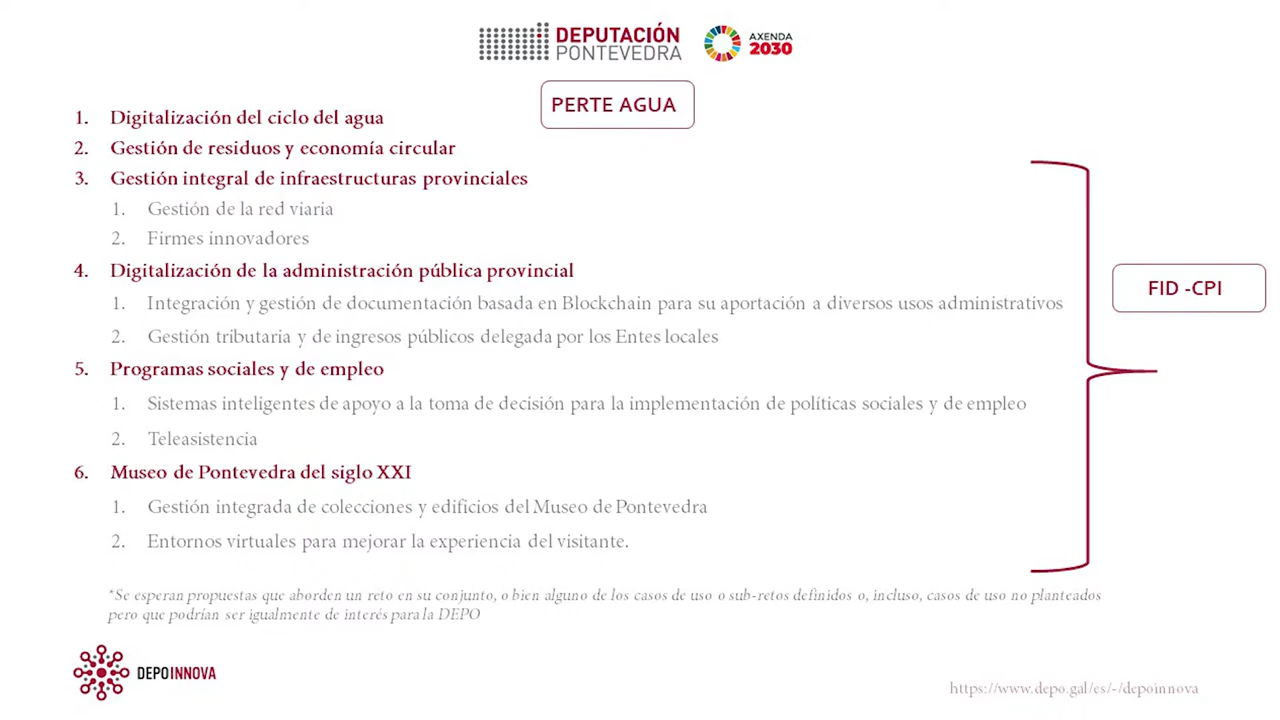 DEPUTACIÓN
PONTEVEDRA
AXENDA
2030
PERTE AGUA
1. Digitalización del ciclo del agua
2. Gestión de residuos y economía circular
3. Gestión integral de infraestructuras provinciales
1. Gestión de la red viaria
2. Firmes innovadores
4. Digitalización de la administración pública provincial
1. Integración y gestión de documentación basada en Blockchain para su aportación a diversos usos administrativos
2. Gestión tributaria y de ingresos públicos delegada por los Entes locales
5. Programas sociales y de empleo
1. Sistemas inteligentes de apoyo a la toma de decisión para la implementación de políticas sociales y de empleo
2. Teleasistencia
6. Museo de Pontevedra del siglo XXI
1. Gestión integrada de colecciones y edificios del Museo de Pontevedra
2. Entornos virtuales para mejorar la experiencia del visitante.
FID -CPI
*Se esperan propuestas que aborden un reto en su conjunto, o bien alguno de los casos de uso o sub-retos definidos o, incluso, casos de uso no planteados
pero que podrían ser igualmente de interés para la DEPO
DEPOINNOVA
https://www.depo.gal/es/-/depoinnova